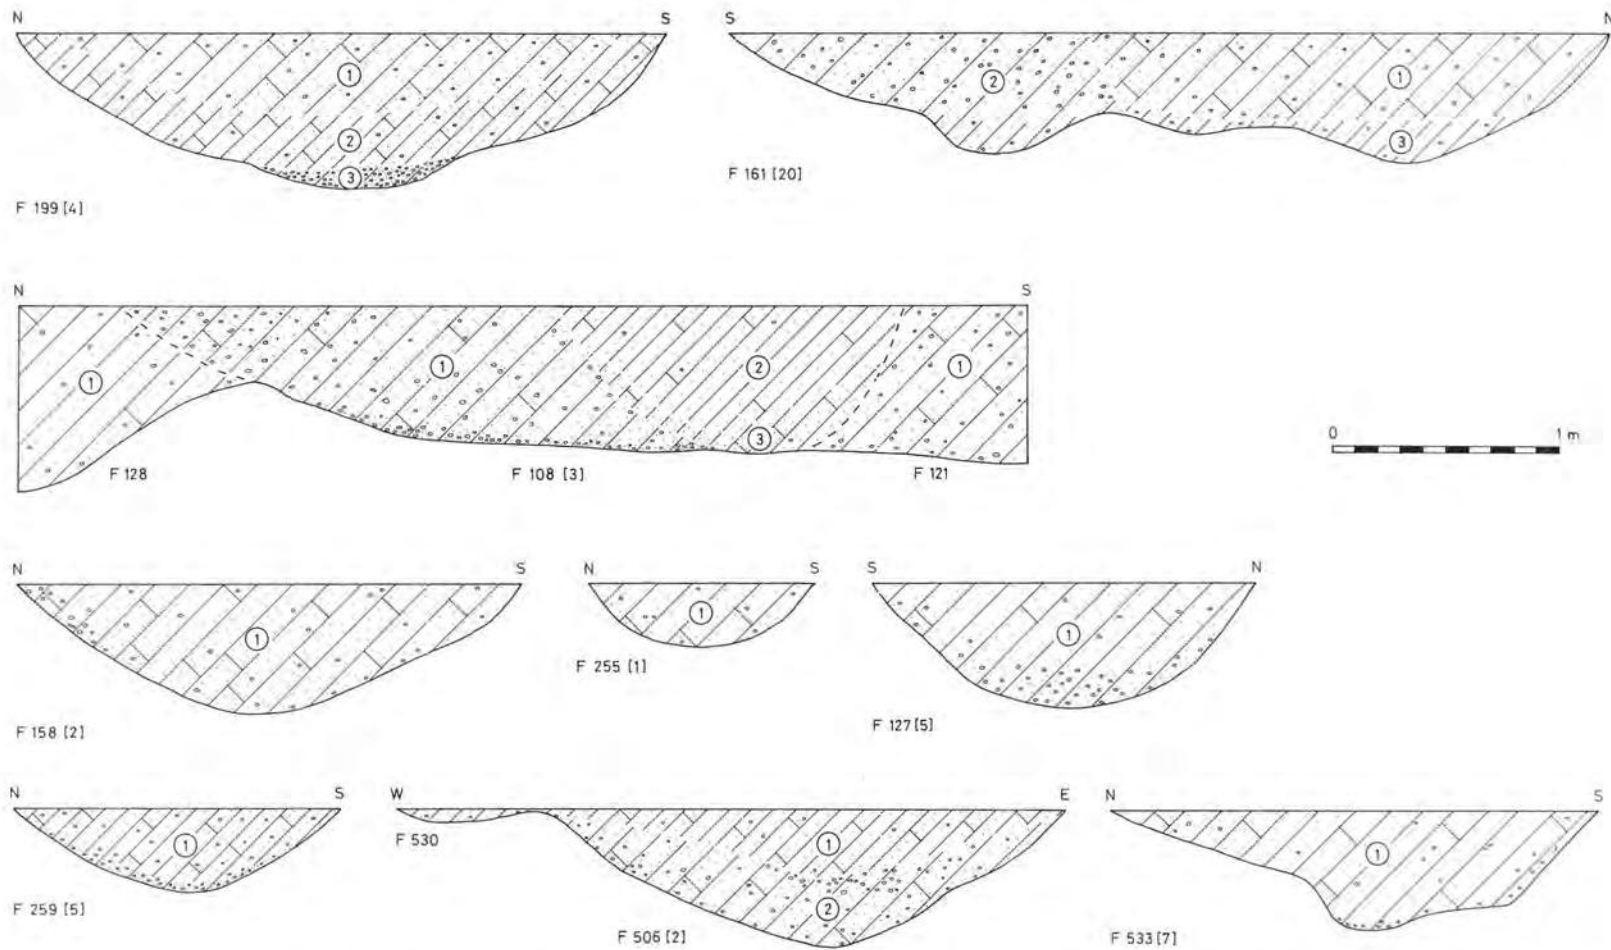 N S
①
②
③
F 199 [4]
S N
②
①
③
F 161 [20]
N S
①
①
②
①
③
F 128
F 108 [3]
F 121
0 1 m
N S
①
F 158 [2]
N S
①
F 255 [1]
S N
①
F 127 [5]
N S
①
F 259 [5]
W E
①
②
F 530
F 506 [2]
N S
①
F 533 [7]